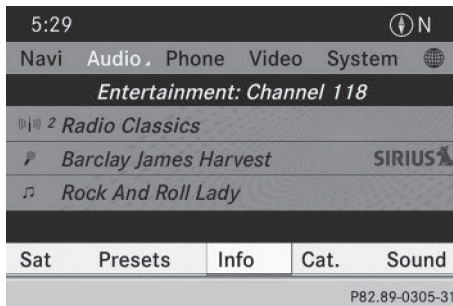 5:29 N
Navi Audio Phone Video System
Entertainment: Channel 118
2 Radio Classics
Barclay James Harvest SIRIUS
Rock And Roll Lady
Sat Presets Info Cat. Sound
P82.89-0305-31